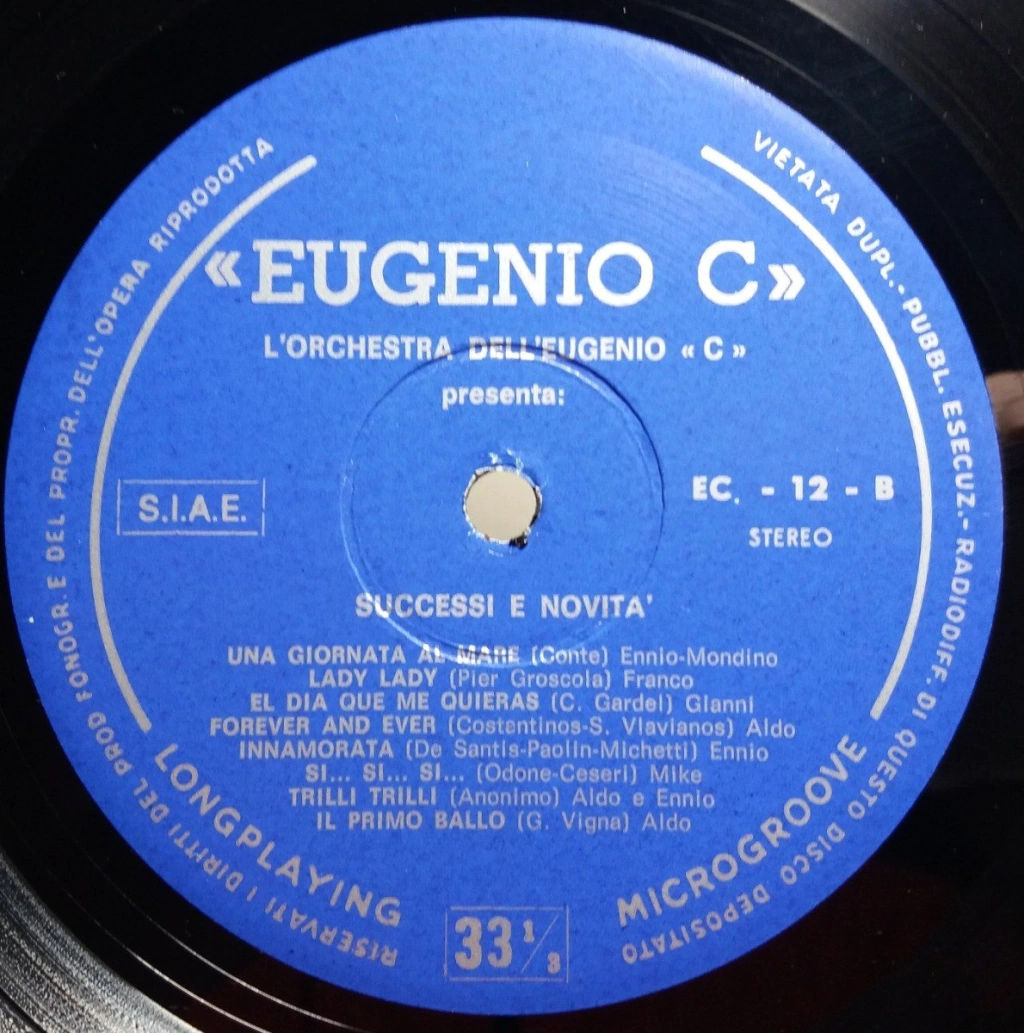 «EUGENIO C»
L'ORCHESTRA DELL'EUGENIO « C »
presenta:
S.I.A.E.
EC. - 12 - B
STEREO
SUCCESSI E NOVITA'
UNA GIORNATA AL MARE (Conte) Ennio-Mondino
LADY LADY (Pier Groscola) Franco
EL DIA QUE ME QUIERAS (C. Gardel) Gianni
FOREVER AND EVER (Costantinos-S. Vlavianos) Aldo
INNAMORATA (De Santis-Paolin-Michetti) Ennio
SI... SI... SI... (Odone-Ceseri) Mike
TRILLI TRILLI (Anonimo) Aldo e Ennio
IL PRIMO BALLO (G. Vigna) Aldo
LONGPLAYING
MICROGROOVE
33 1/3
RISERVATI I DIRITTI DEL PROD FONOGR. E DEL PROPR. DELL'OPERA RIPRODOTTA
VIETATA DUPL.- PUBBL. ESECUZ.- RADIODIFF. DI QUESTO DISCO DEPOSITATO